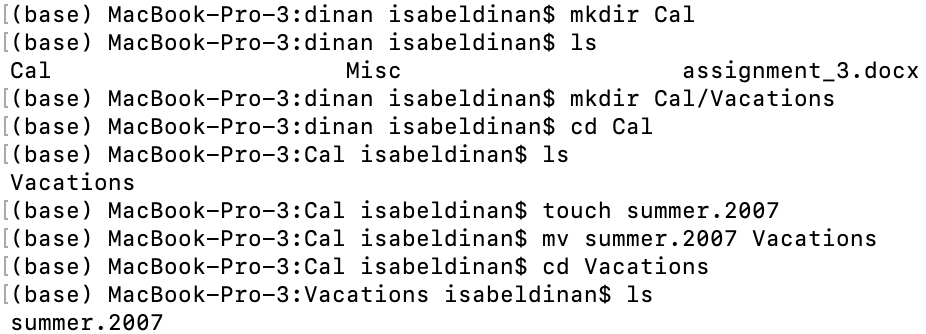 [(base) MacBook-Pro-3:dinan isabeldinan$ mkdir Cal
[(base) MacBook-Pro-3:dinan isabeldinan$ ls
Cal Misc assignment_3.docx
[(base) MacBook-Pro-3:dinan isabeldinan$ mkdir Cal/Vacations
[(base) MacBook-Pro-3:dinan isabeldinan$ cd Cal
[(base) MacBook-Pro-3:Cal isabeldinan$ ls
Vacations
[(base) MacBook-Pro-3:Cal isabeldinan$ touch summer.2007
[(base) MacBook-Pro-3:Cal isabeldinan$ mv summer.2007 Vacations
[(base) MacBook-Pro-3:Cal isabeldinan$ cd Vacations
[(base) MacBook-Pro-3:Vacations isabeldinan$ ls
summer.2007